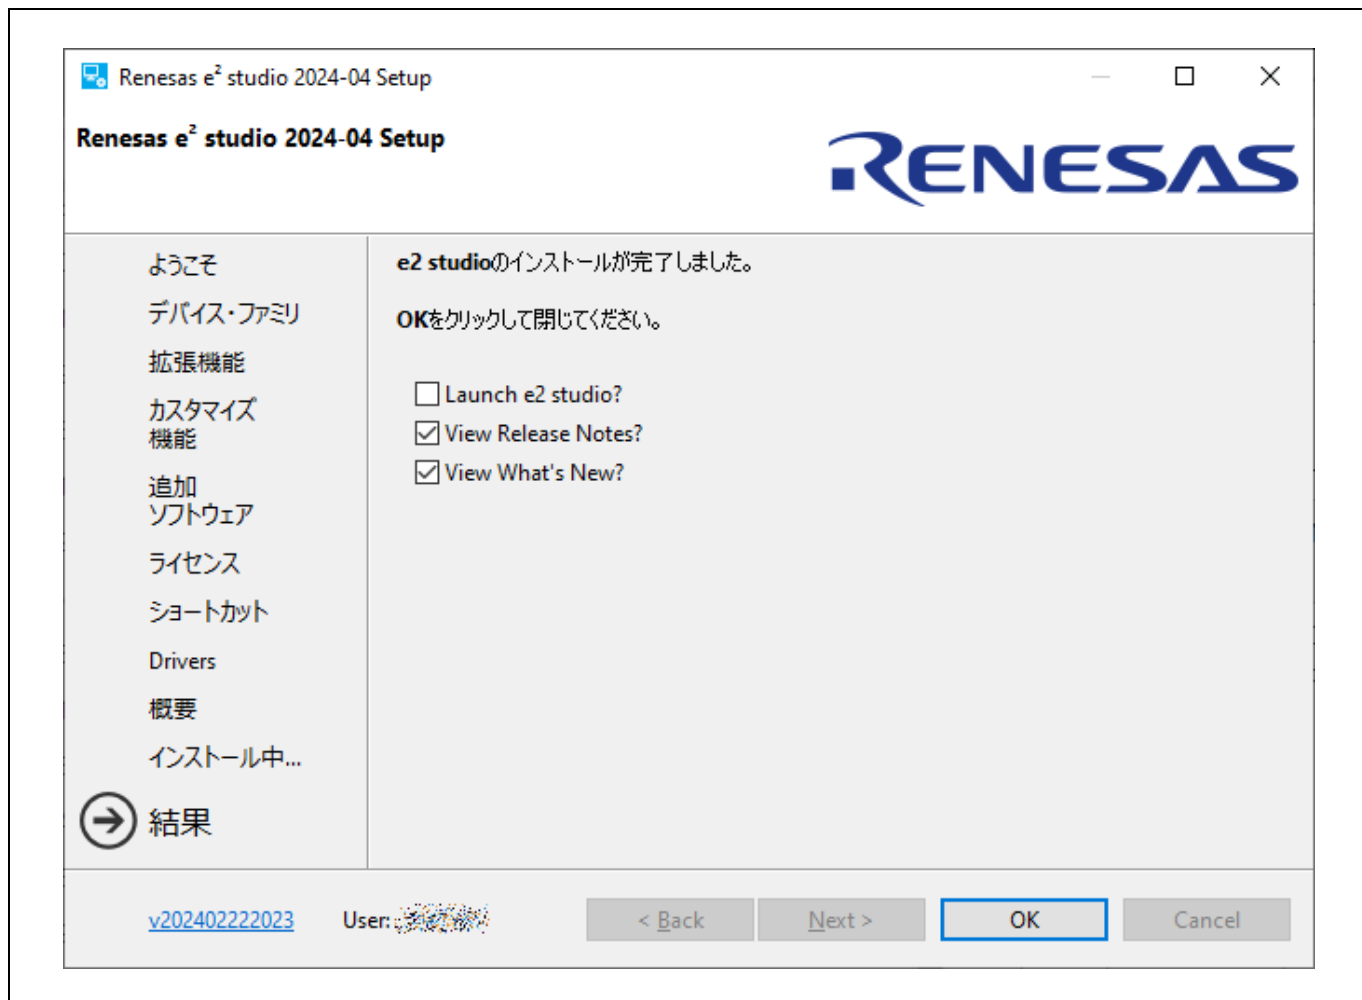 Renesas e² studio 2024-04 Setup
Renesas e² studio 2024-04 Setup
RENESAS
ようこそ
デバイス・ファミリ
拡張機能
カスタマイズ
機能
追加
ソフトウェア
ライセンス
ショートカット
Drivers
概要
インストール中...
結果
e2 studioのインストールが完了しました。
OKをクリックして閉じてください。
Launch e2 studio?
View Release Notes?
View What's New?
v202402222023
User:
< Back
Next >
OK
Cancel